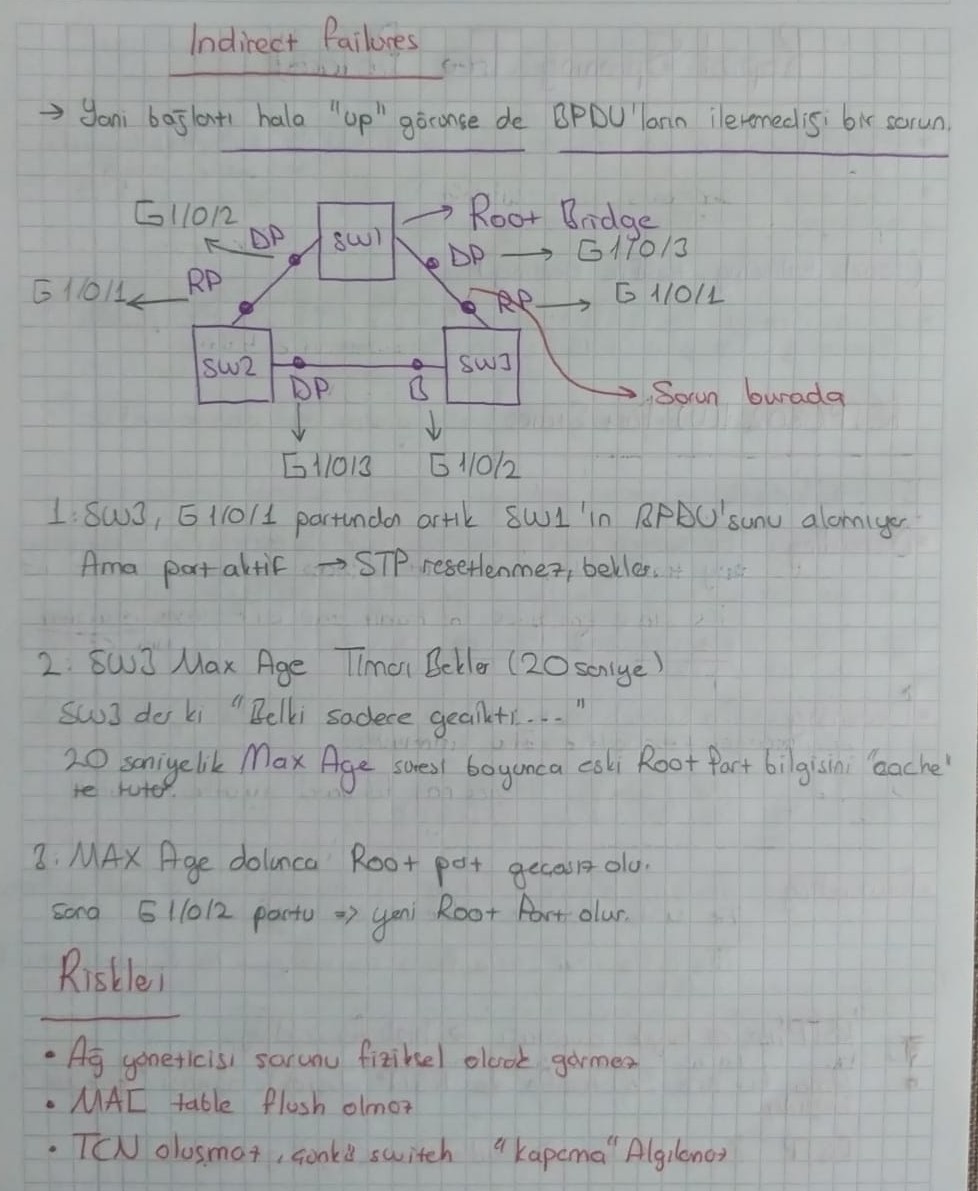 Indirect Failures
→ Yani bağlantı hala "up" görünse de BPDU'ların ilerlemediği bir sorun.
G1/0/2 DP SW1 → Root Bridge
DP → G1/0/3
G1/0/1 ← RP RP → G 1/0/1
SW2 SW3
DP B → Sorun burada
G1/0/3 G1/0/2
1. SW3, G1/0/1 portundan artık SW1'in BPDU'sunu alamıyor.
Ama port aktif → STP resetlenmez, bekler.
2. SW3 Max Age Timer Bekler (20 saniye)
SW3 der ki "Belki sadece gecikti...."
20 saniyelik Max Age süresi boyunca eski Root Port bilgisini 'cache'
te tutar.
3. MAX Age dolunca Root port geçersiz olur.
Sonra G1/0/2 portu => yeni Root Port olur.
Riskler
• Ağ yöneticisi sorunu fiziksel olarak görmez
• MAC table flush olmaz
• TCN oluşmaz, çünkü switch "kapama" Algılamaz